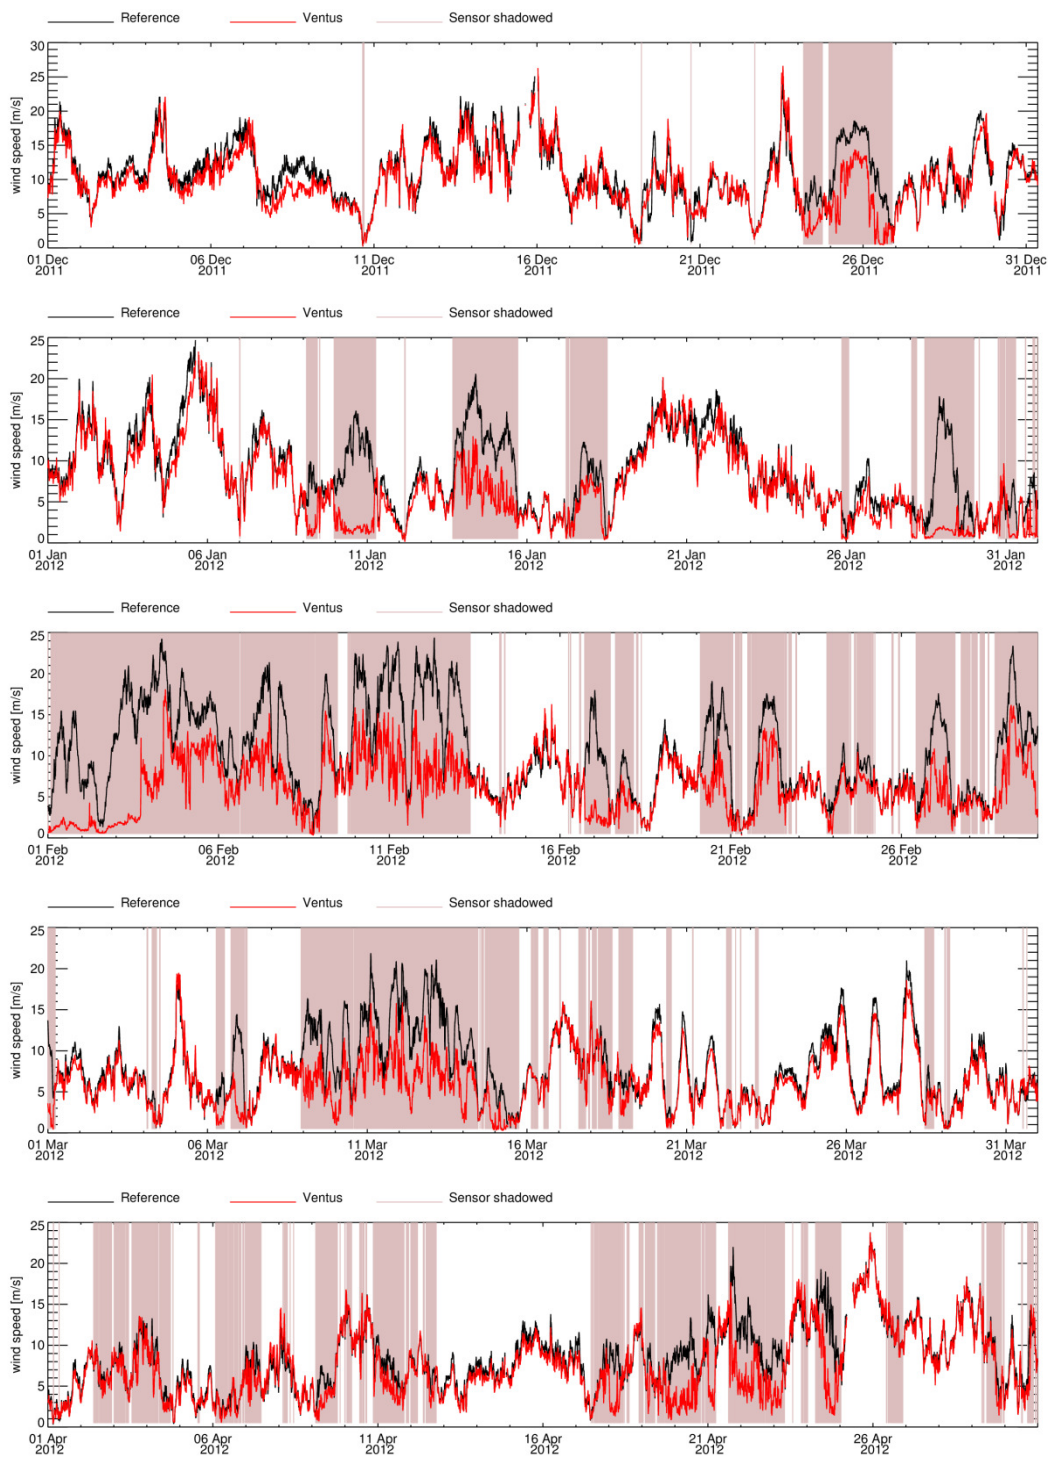 Reference Ventus Sensor shadowed
30
25
20
15
10
5
0
wind speed [m/s]
01 Dec 06 Dec 11 Dec 16 Dec 21 Dec 26 Dec 31 Dec
2011 2011 2011 2011 2011 2011 2011
Reference Ventus Sensor shadowed
25
20
15
10
5
0
wind speed [m/s]
01 Jan 06 Jan 11 Jan 16 Jan 21 Jan 26 Jan 31 Jan
2012 2012 2012 2012 2012 2012 2012
Reference Ventus Sensor shadowed
25
20
15
10
5
0
wind speed [m/s]
01 Feb 06 Feb 11 Feb 16 Feb 21 Feb 26 Feb
2012 2012 2012 2012 2012 2012
Reference Ventus Sensor shadowed
25
20
15
10
5
0
wind speed [m/s]
01 Mar 06 Mar 11 Mar 16 Mar 21 Mar 26 Mar 31 Mar
2012 2012 2012 2012 2012 2012 2012
Reference Ventus Sensor shadowed
25
20
15
10
5
0
wind speed [m/s]
01 Apr 06 Apr 11 Apr 16 Apr 21 Apr 26 Apr
2012 2012 2012 2012 2012 2012